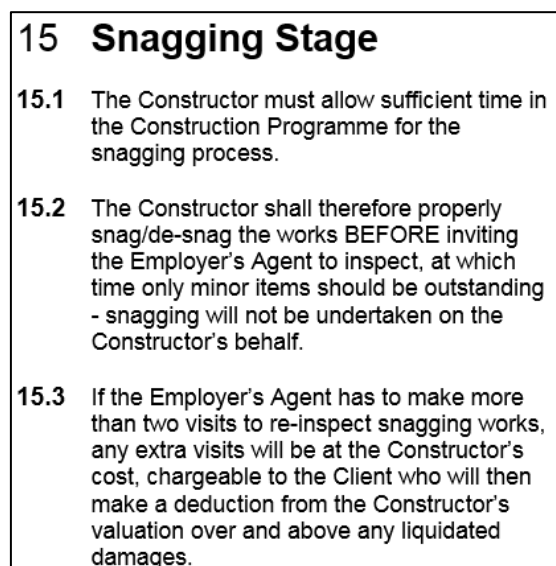 15 Snagging Stage
15.1 The Constructor must allow sufficient time in
the Construction Programme for the
snagging process.
15.2 The Constructor shall therefore properly
snag/de-snag the works BEFORE inviting
the Employer's Agent to inspect, at which
time only minor items should be outstanding
- snagging will not be undertaken on the
Constructor's behalf.
15.3 If the Employer's Agent has to make more
than two visits to re-inspect snagging works,
any extra visits will be at the Constructor's
cost, chargeable to the Client who will then
make a deduction from the Constructor's
valuation over and above any liquidated
damages.